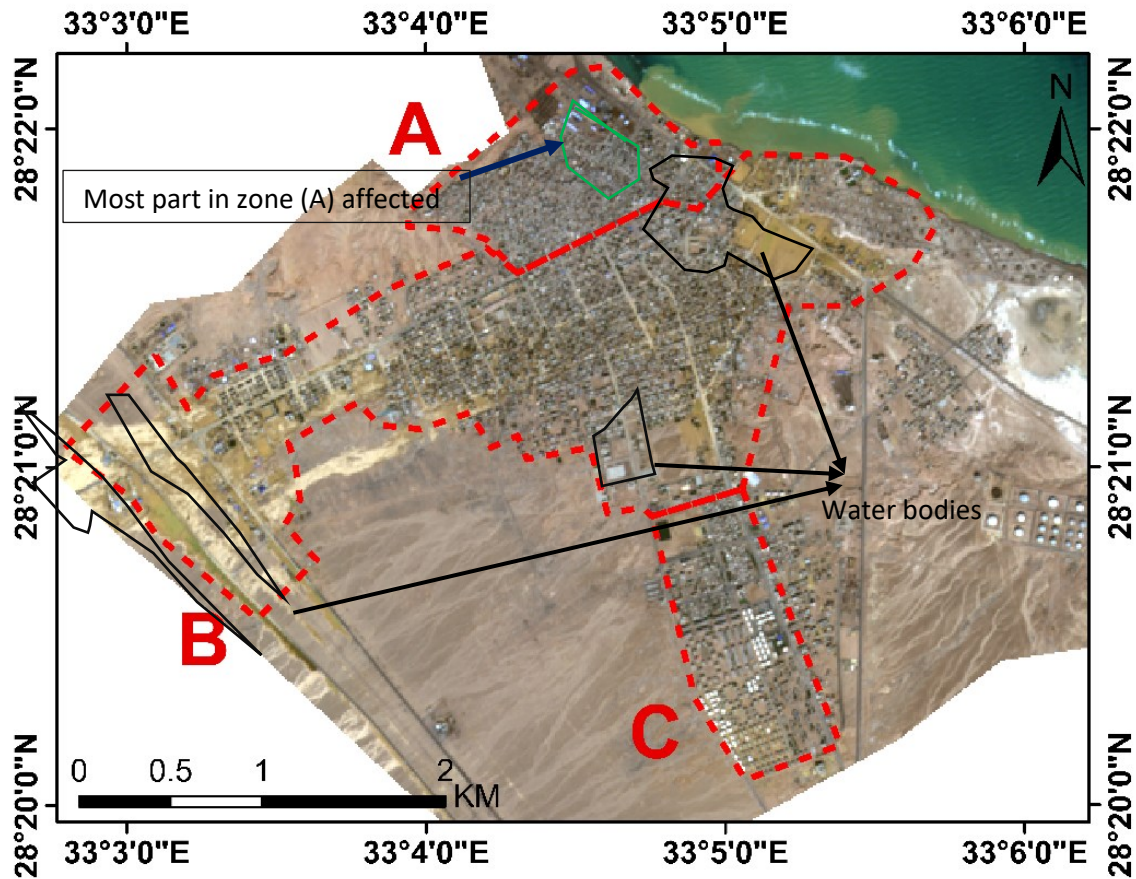 33°3'0"E 33°4'0"E 33°5'0"E 33°6'0"E
28°22'0"N
28°22'0"N
N
A
Most part in zone (A) affected
28°21'0"N
28°21'0"N
Water bodies
B
C
0 0.5 1 2
KM
28°20'0"N
28°20'0"N
33°3'0"E 33°4'0"E 33°5'0"E 33°6'0"E